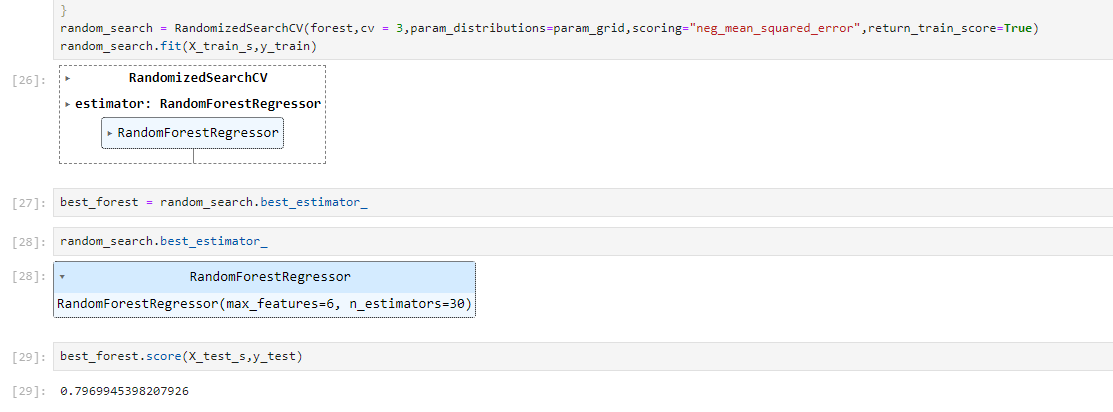 }
random_search = RandomizedSearchCV(forest,cv = 3,param_distributions=param_grid,scoring="neg_mean_squared_error",return_train_score=True)
random_search.fit(X_train_s,y_train)
[26]:
RandomizedSearchCV
estimator: RandomForestRegressor
RandomForestRegressor
[27]: best_forest = random_search.best_estimator_
[28]: random_search.best_estimator_
[28]: RandomForestRegressor
RandomForestRegressor(max_features=6, n_estimators=30)
[29]: best_forest.score(X_test_s,y_test)
[29]: 0.7969945398207926